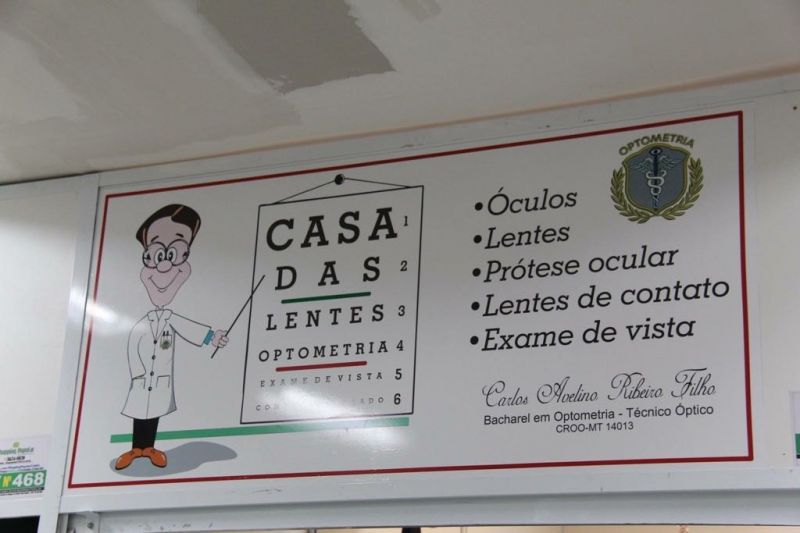 CASA 1
DAS 2
LENTES 3
OPTOMETRIA 4
EXAME DE VISTA 5
6
OPTOMETRIA
•Óculos
•Lentes
•Prótese ocular
•Lentes de contato
•Exame de vista
Carlos Avelino Ribeiro Filho
Bacharel em Optometria - Técnico Óptico
CROO-MT 14013
Nº468